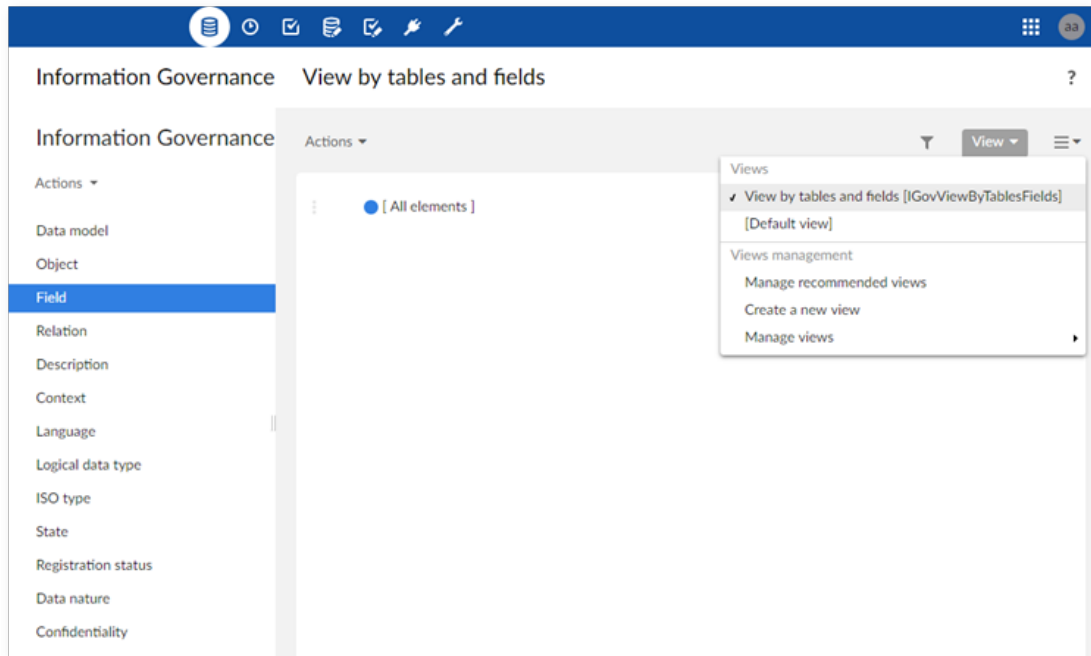 aa
Information Governance
View by tables and fields
?
Information Governance
Actions
Data model
Object
Field
Relation
Description
Context
Language
Logical data type
ISO type
State
Registration status
Data nature
Confidentiality
Actions
View
[ All elements ]
Views
✓ View by tables and fields [IGovViewByTablesFields]
[Default view]
Views management
Manage recommended views
Create a new view
Manage views